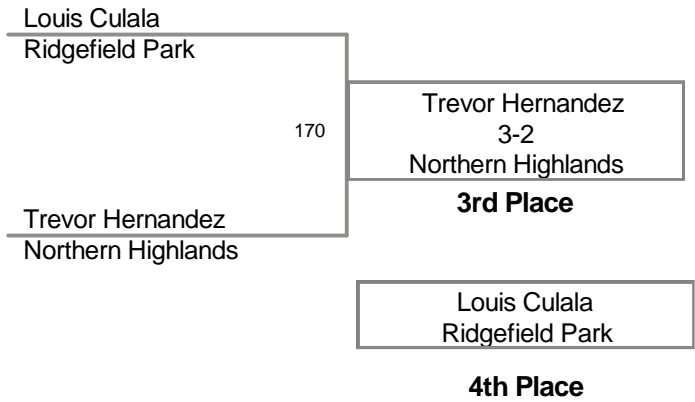 Louis Culala
Ridgefield Park
170
Trevor Hernandez
3-2
Northern Highlands
3rd Place
Trevor Hernandez
Northern Highlands
Louis Culala
Ridgefield Park
4th Place